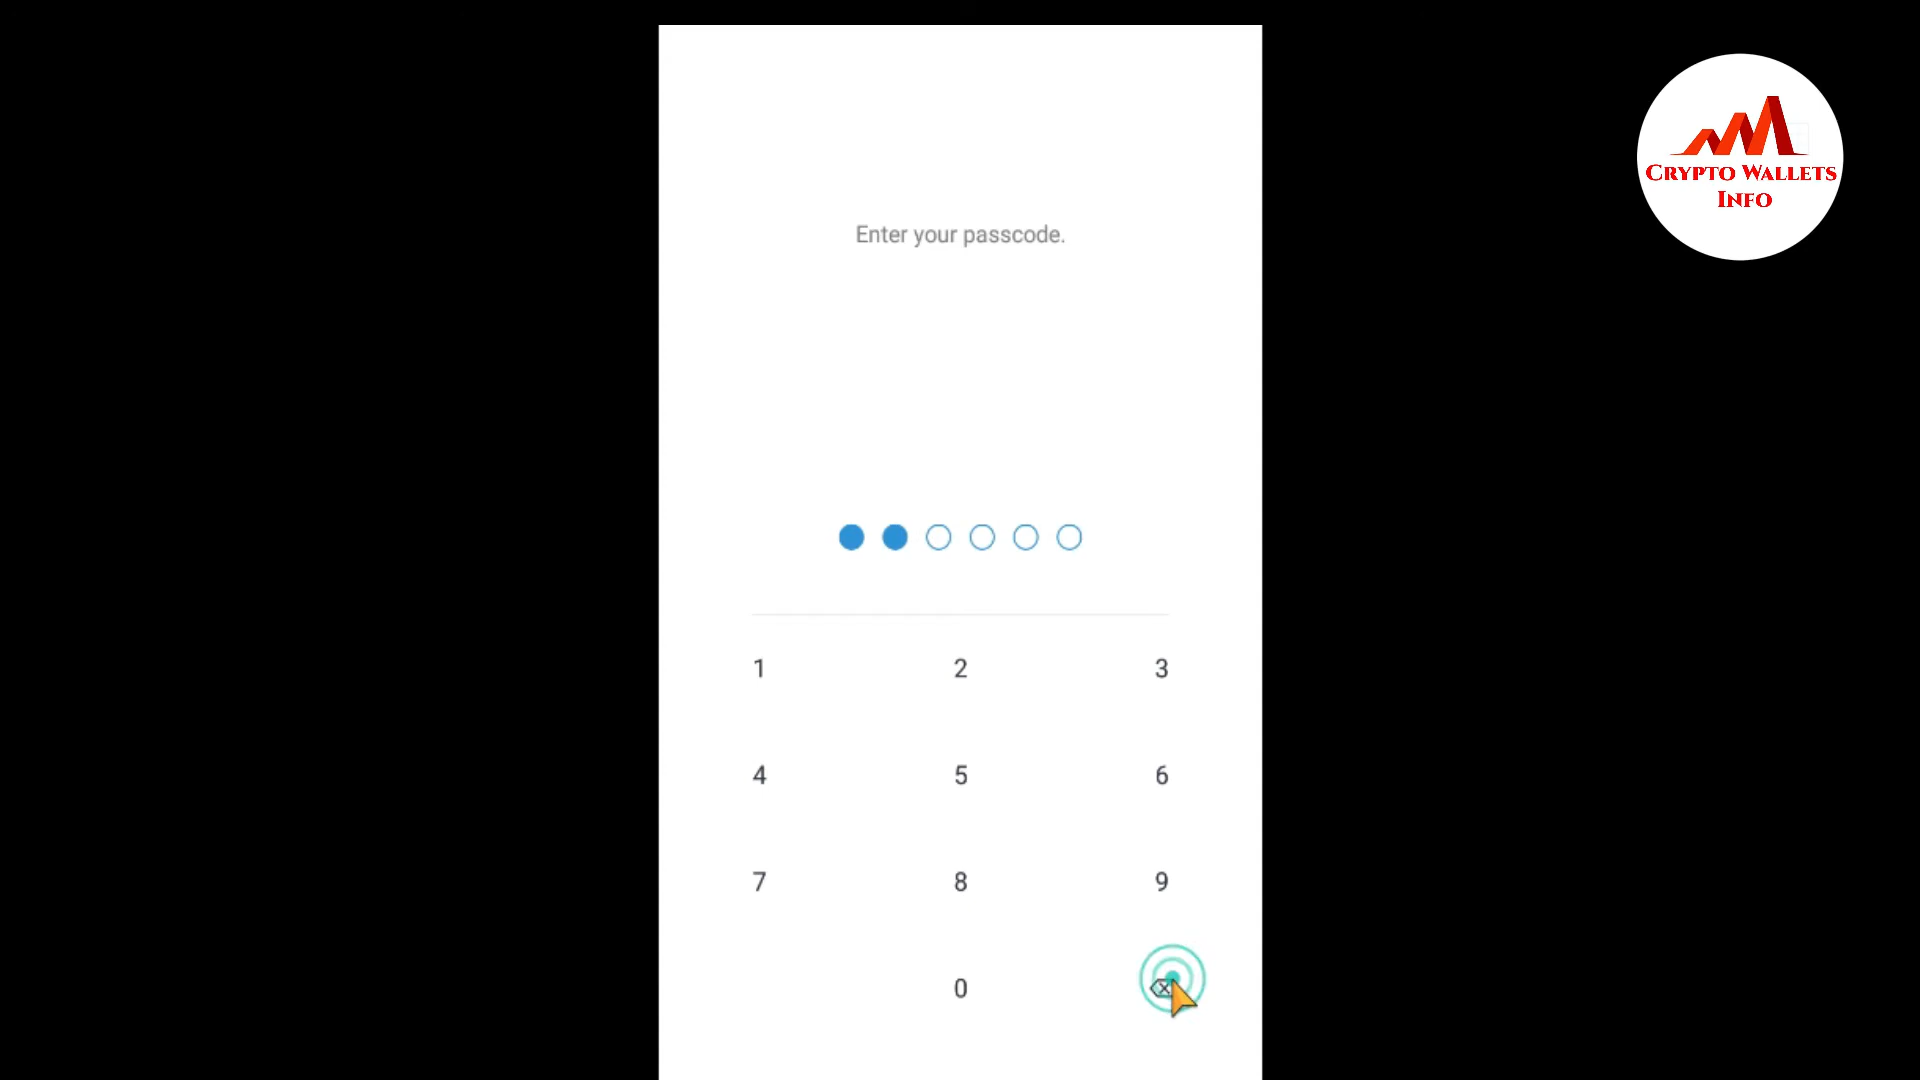 Enter your passcode.
CRYPTO WALLETS
INFO
1 2 3
4 5 6
7 8 9
0